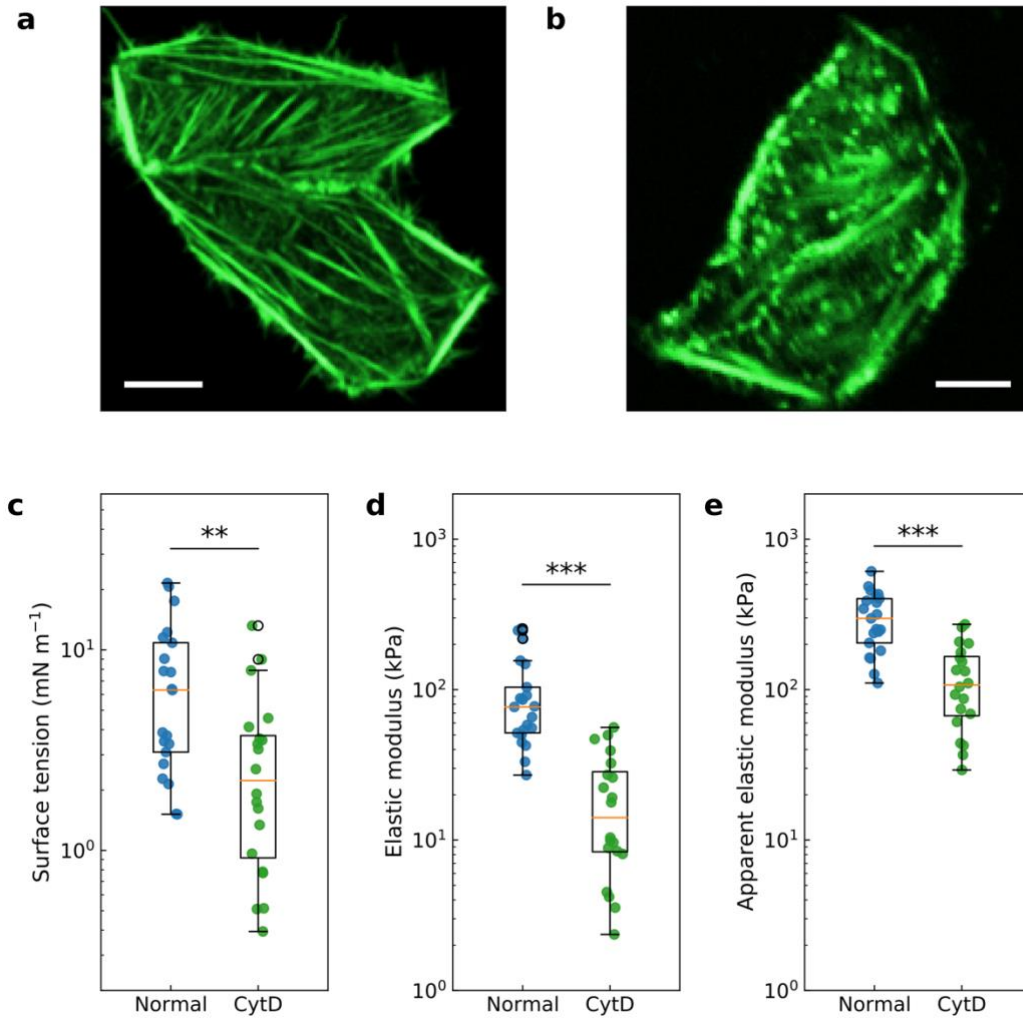 a
b
c
Surface tension (mN m⁻¹)
10¹
10⁰
**
Normal
CytD
d
Elastic modulus (kPa)
10³
10²
10¹
10⁰
***
Normal
CytD
e
Apparent elastic modulus (kPa)
10³
10²
10¹
10⁰
***
Normal
CytD